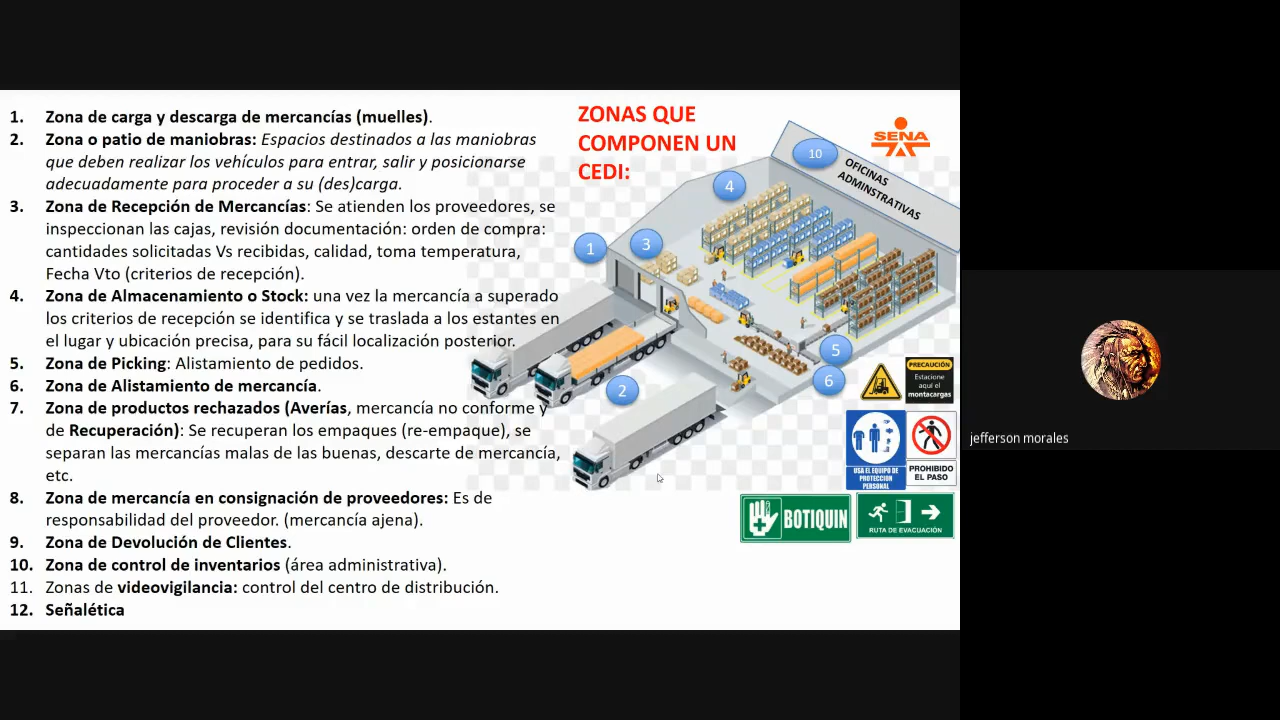 1. Zona de carga y descarga de mercancías (muelles).
2. Zona o patio de maniobras: Espacios destinados a las maniobras
que deben realizar los vehículos para entrar, salir y posicionarse
adecuadamente para proceder a su (des)carga.
3. Zona de Recepción de Mercancías: Se atienden los proveedores, se
inspeccionan las cajas, revisión documentación: orden de compra:
cantidades solicitadas Vs recibidas, calidad, toma temperatura,
Fecha Vto (criterios de recepción).
4. Zona de Almacenamiento o Stock: una vez la mercancía a superado
los criterios de recepción se identifica y se traslada a los estantes en
el lugar y ubicación precisa, para su fácil localización posterior.
5. Zona de Picking: Alistamiento de pedidos.
6. Zona de Alistamiento de mercancía.
7. Zona de productos rechazados (Averías, mercancía no conforme y
de Recuperación): Se recuperan los empaques (re-empaque), se
separan las mercancías malas de las buenas, descarte de mercancía,
etc.
8. Zona de mercancía en consignación de proveedores: Es de
responsabilidad del proveedor. (mercancía ajena).
9. Zona de Devolución de Clientes.
10. Zona de control de inventarios (área administrativa).
11. Zonas de videovigilancia: control del centro de distribución.
12. Señalética
ZONAS QUE
COMPONEN UN
CEDI:
SENA
10
OFICINAS
ADMINSTRATIVAS
4
1
3
2
5
6
PRECAUCIÓN
Estacione
aquí el
montacargas
USA EL EQUIPO DE
PROTECCION
PERSONAL
PROHIBIDO
EL PASO
BOTIQUIN
RUTA DE EVACUACIÓN
jefferson morales